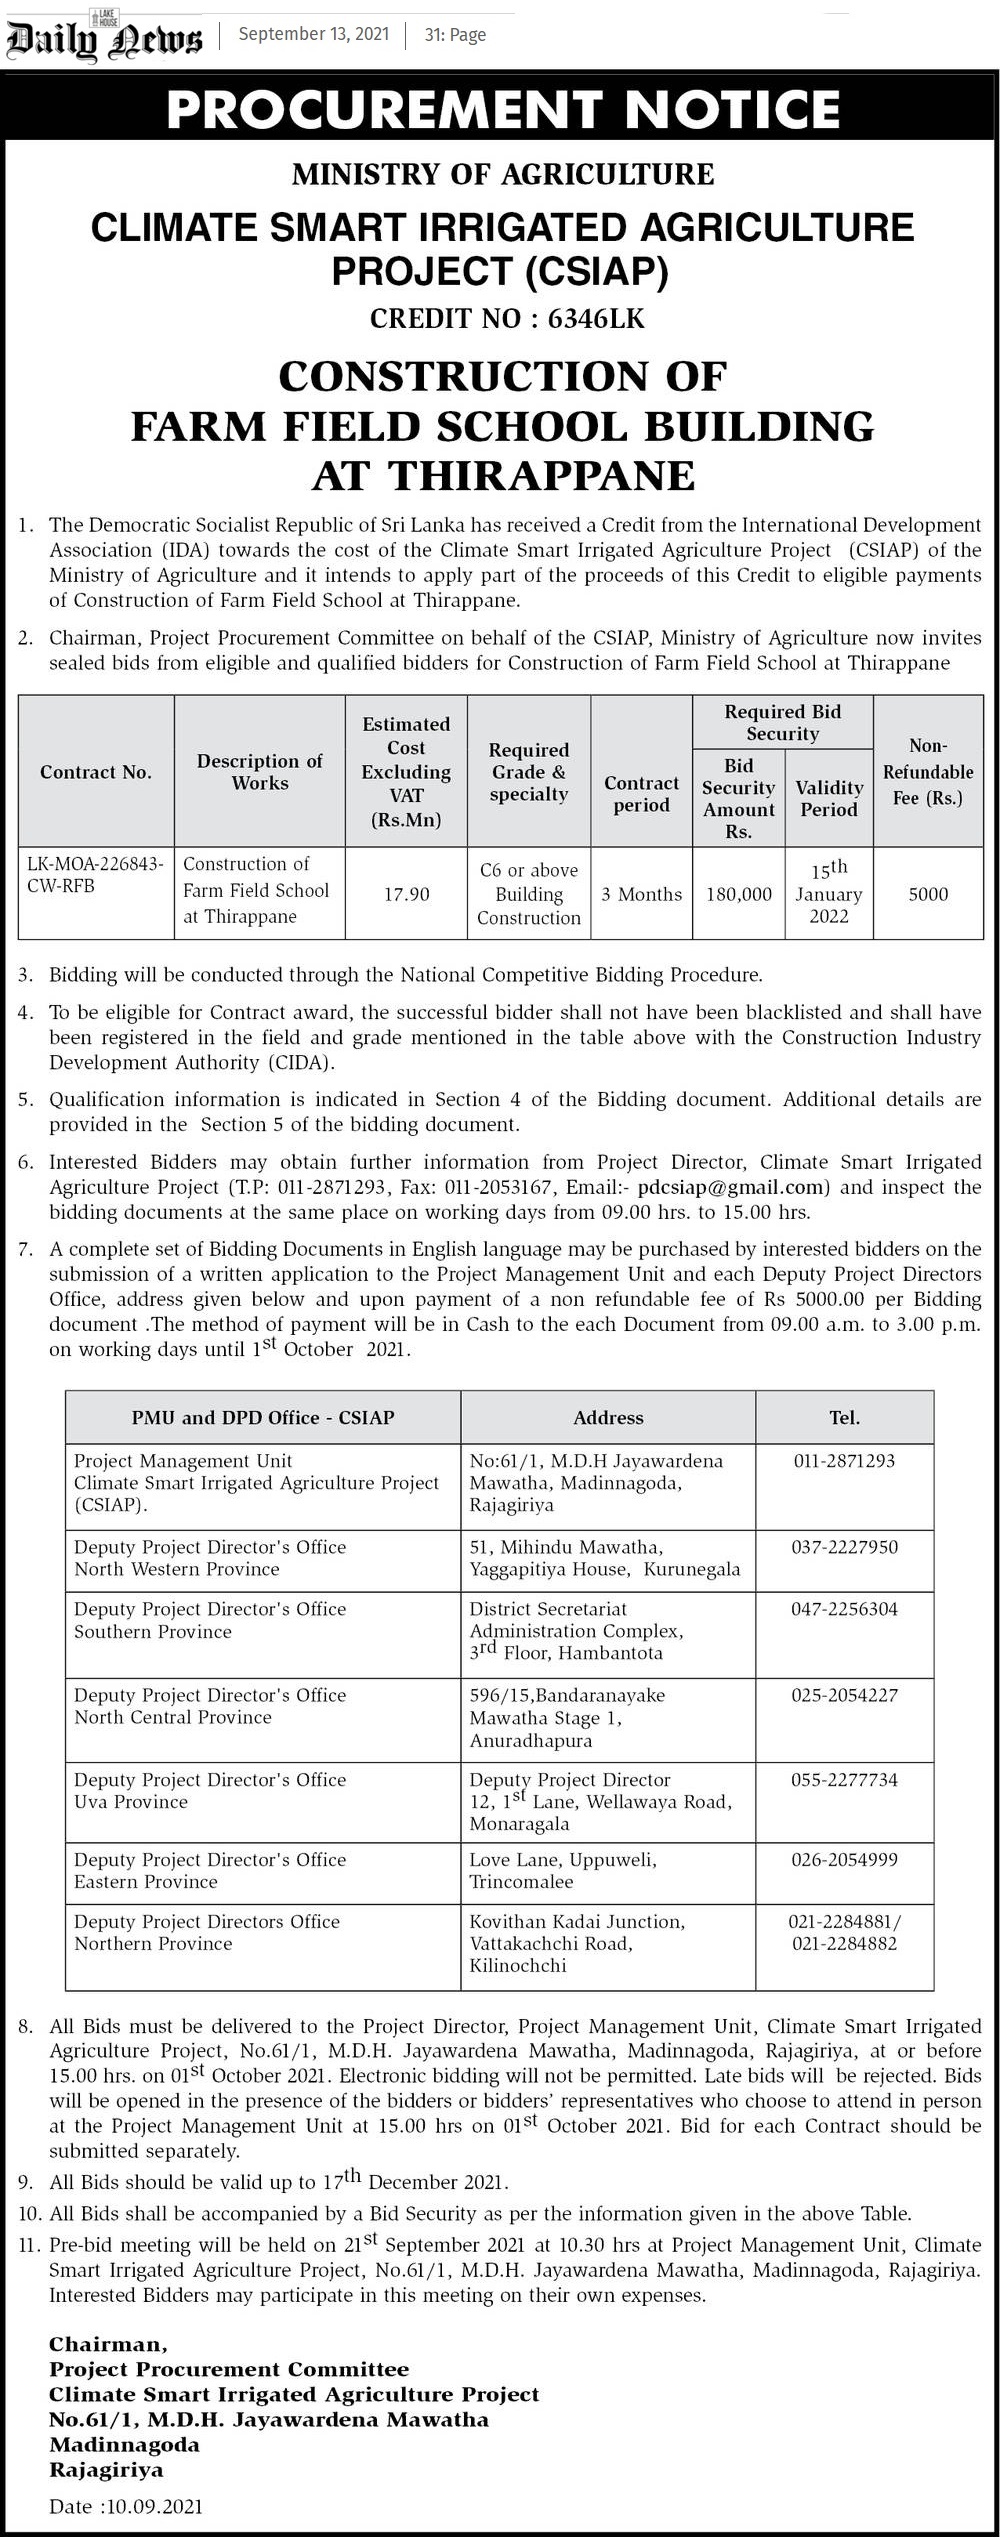 LAKE
HOUSE
Daily News | September 13, 2021 | 31: Page
PROCUREMENT NOTICE
MINISTRY OF AGRICULTURE
CLIMATE SMART IRRIGATED AGRICULTURE
PROJECT (CSIAP)
CREDIT NO : 6346LK
CONSTRUCTION OF
FARM FIELD SCHOOL BUILDING
AT THIRAPPANE
1. The Democratic Socialist Republic of Sri Lanka has received a Credit from the International Development
Association (IDA) towards the cost of the Climate Smart Irrigated Agriculture Project (CSIAP) of the
Ministry of Agriculture and it intends to apply part of the proceeds of this Credit to eligible payments
of Construction of Farm Field School at Thirappane.
2. Chairman, Project Procurement Committee on behalf of the CSIAP, Ministry of Agriculture now invites
sealed bids from eligible and qualified bidders for Construction of Farm Field School at Thirappane
Contract No.
Description of
Works
Estimated
Cost
Excluding
VAT
(Rs.Mn)
Required
Grade &
specialty
Contract
period
Required Bid
Security
Bid
Security
Amount
Rs.
Validity
Period
Non-
Refundable
Fee (Rs.)
LK-MOA-226843-
CW-RFB
Construction of
Farm Field School
at Thirappane
17.90
C6 or above
Building
Construction
3 Months
180,000
15th
January
2022
5000
3. Bidding will be conducted through the National Competitive Bidding Procedure.
4. To be eligible for Contract award, the successful bidder shall not have been blacklisted and shall have
been registered in the field and grade mentioned in the table above with the Construction Industry
Development Authority (CIDA).
5. Qualification information is indicated in Section 4 of the Bidding document. Additional details are
provided in the Section 5 of the bidding document.
6. Interested Bidders may obtain further information from Project Director, Climate Smart Irrigated
Agriculture Project (T.P: 011-2871293, Fax: 011-2053167, Email:- pdcsiap@gmail.com) and inspect the
bidding documents at the same place on working days from 09.00 hrs. to 15.00 hrs.
7. A complete set of Bidding Documents in English language may be purchased by interested bidders on the
submission of a written application to the Project Management Unit and each Deputy Project Directors
Office, address given below and upon payment of a non refundable fee of Rs 5000.00 per Bidding
document .The method of payment will be in Cash to the each Document from 09.00 a.m. to 3.00 p.m.
on working days until 1st October 2021.
PMU and DPD Office - CSIAP
Address
Tel.
Project Management Unit
Climate Smart Irrigated Agriculture Project
(CSIAP).
No:61/1, M.D.H Jayawardena
Mawatha, Madinnagoda,
Rajagiriya
011-2871293
Deputy Project Director's Office
North Western Province
51, Mihindu Mawatha,
Yaggapitiya House, Kurunegala
037-2227950
Deputy Project Director's Office
Southern Province
District Secretariat
Administration Complex,
3rd Floor, Hambantota
047-2256304
Deputy Project Director's Office
North Central Province
596/15,Bandaranayake
Mawatha Stage 1,
Anuradhapura
025-2054227
Deputy Project Director's Office
Uva Province
Deputy Project Director
12, 1st Lane, Wellawaya Road,
Monaragala
055-2277734
Deputy Project Director's Office
Eastern Province
Love Lane, Uppuweli,
Trincomalee
026-2054999
Deputy Project Directors Office
Northern Province
Kovithan Kadai Junction,
Vattakachchi Road,
Kilinochchi
021-2284881/
021-2284882
8. All Bids must be delivered to the Project Director, Project Management Unit, Climate Smart Irrigated
Agriculture Project, No.61/1, M.D.H. Jayawardena Mawatha, Madinnagoda, Rajagiriya, at or before
15.00 hrs. on 01st October 2021. Electronic bidding will not be permitted. Late bids will be rejected. Bids
will be opened in the presence of the bidders or bidders’ representatives who choose to attend in person
at the Project Management Unit at 15.00 hrs on 01st October 2021. Bid for each Contract should be
submitted separately.
9. All Bids should be valid up to 17th December 2021.
10. All Bids shall be accompanied by a Bid Security as per the information given in the above Table.
11. Pre-bid meeting will be held on 21st September 2021 at 10.30 hrs at Project Management Unit, Climate
Smart Irrigated Agriculture Project, No.61/1, M.D.H. Jayawardena Mawatha, Madinnagoda, Rajagiriya.
Interested Bidders may participate in this meeting on their own expenses.
Chairman,
Project Procurement Committee
Climate Smart Irrigated Agriculture Project
No.61/1, M.D.H. Jayawardena Mawatha
Madinnagoda
Rajagiriya
Date :10.09.2021